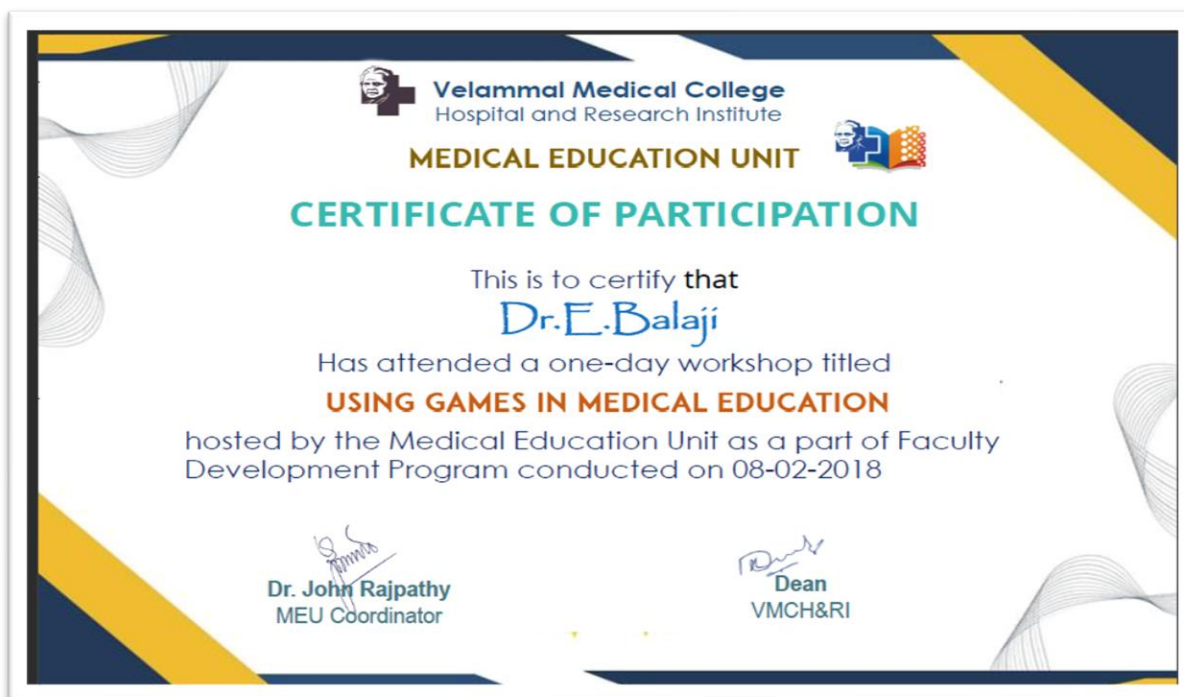 Velammal Medical College
Hospital and Research Institute
MEDICAL EDUCATION UNIT
CERTIFICATE OF PARTICIPATION
This is to certify that
Dr.E.Balaji
Has attended a one-day workshop titled
USING GAMES IN MEDICAL EDUCATION
hosted by the Medical Education Unit as a part of Faculty
Development Program conducted on 08-02-2018
Dr. John Rajpathy
MEU Coordinator
Dean
VMCH&RI